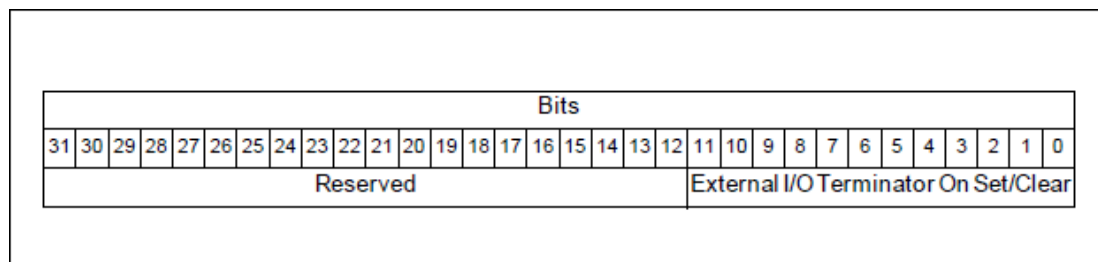 Bits
31 30 29 28 27 26 25 24 23 22 21 20 19 18 17 16 15 14 13 12 11 10 9 8 7 6 5 4 3 2 1 0
Reserved External I/O Terminator On Set/Clear